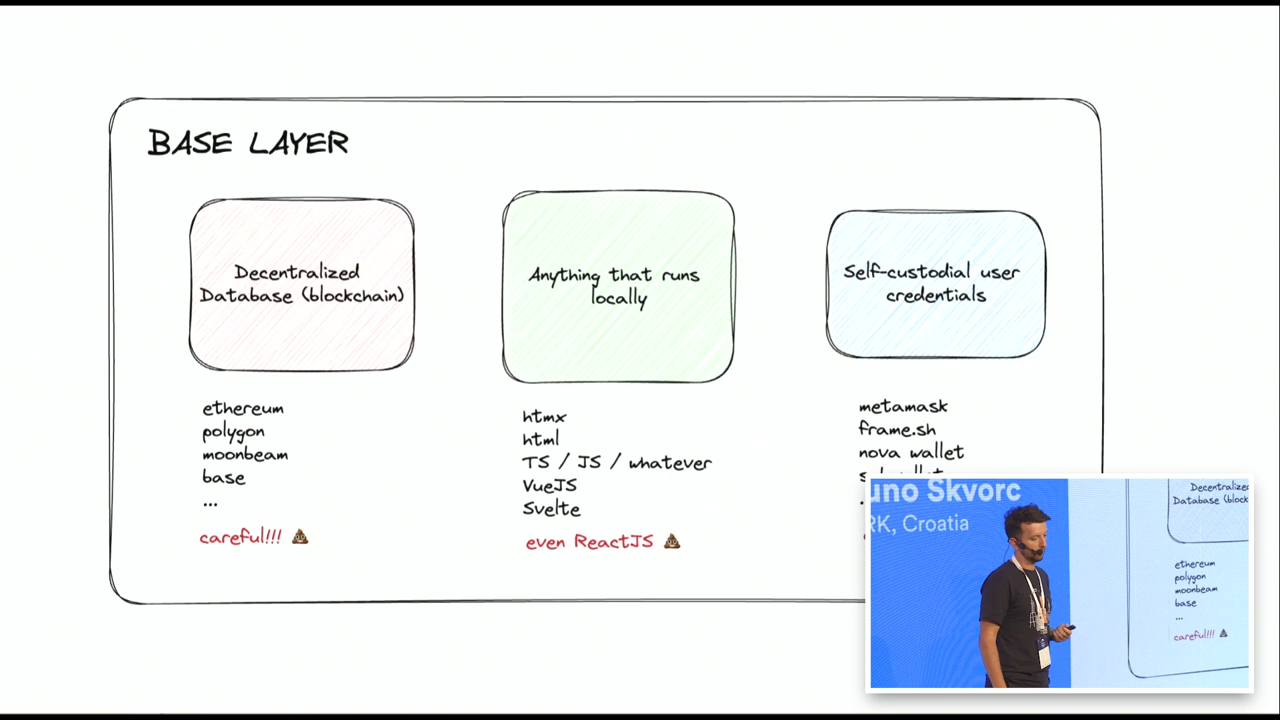 BASE LAYER
Decentralized
Database (blockchain)
ethereum
polygon
moonbeam
base
...
careful!!! 💩
Anything that runs
locally
htmx
html
TS / JS / whatever
VueJS
Svelte
even ReactJS 💩
Self-custodial user
credentials
metamask
frame.sh
nova wallet
uno Skvorc
RK, Croatia
Decentralize
Database (block
ethereum
polygon
moonbeam
base
...
careful!!! 💩